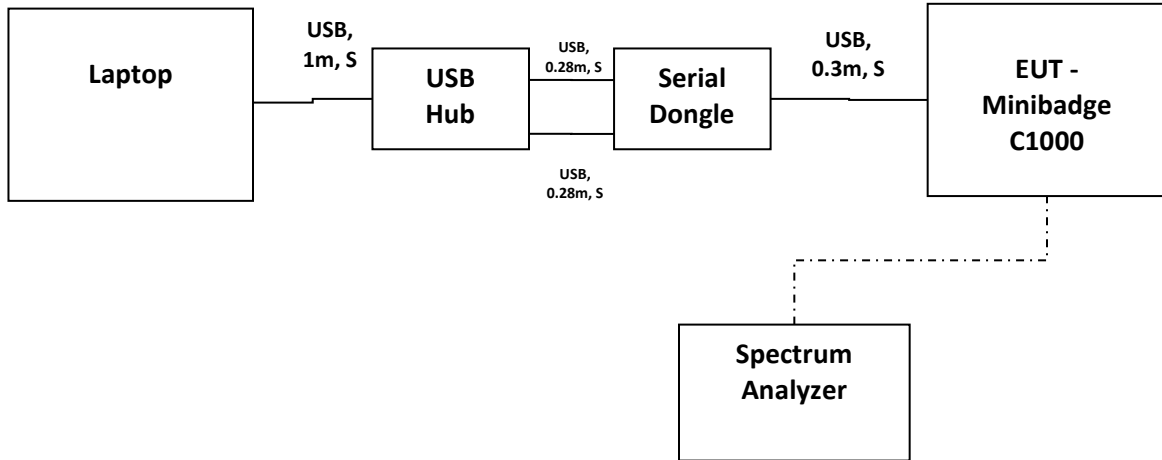 Laptop
USB,
1m, S
USB
Hub
USB,
0.28m, S
USB,
0.28m, S
Serial
Dongle
USB,
0.3m, S
EUT -
Minibadge
C1000
Spectrum
Analyzer